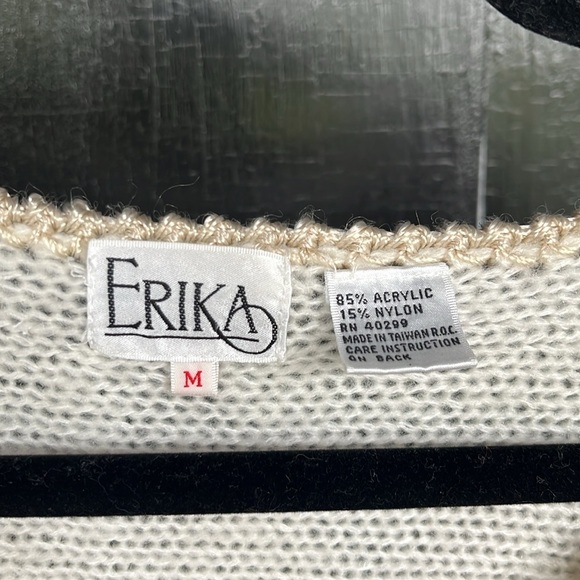 ERIKA
M
85% ACRYLIC
15% NYLON
RN 40299
MADE IN TAIWAN R.O.C.
CARE INSTRUCTION
ON BACK